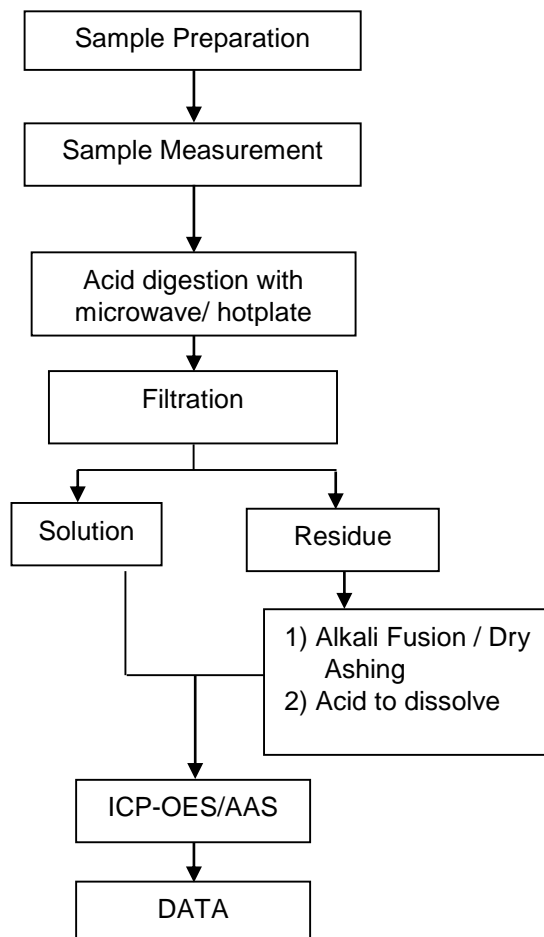 Sample Preparation
Sample Measurement
Acid digestion with
microwave/ hotplate
Filtration
Solution
Residue
1) Alkali Fusion / Dry
Ashing
2) Acid to dissolve
ICP-OES/AAS
DATA